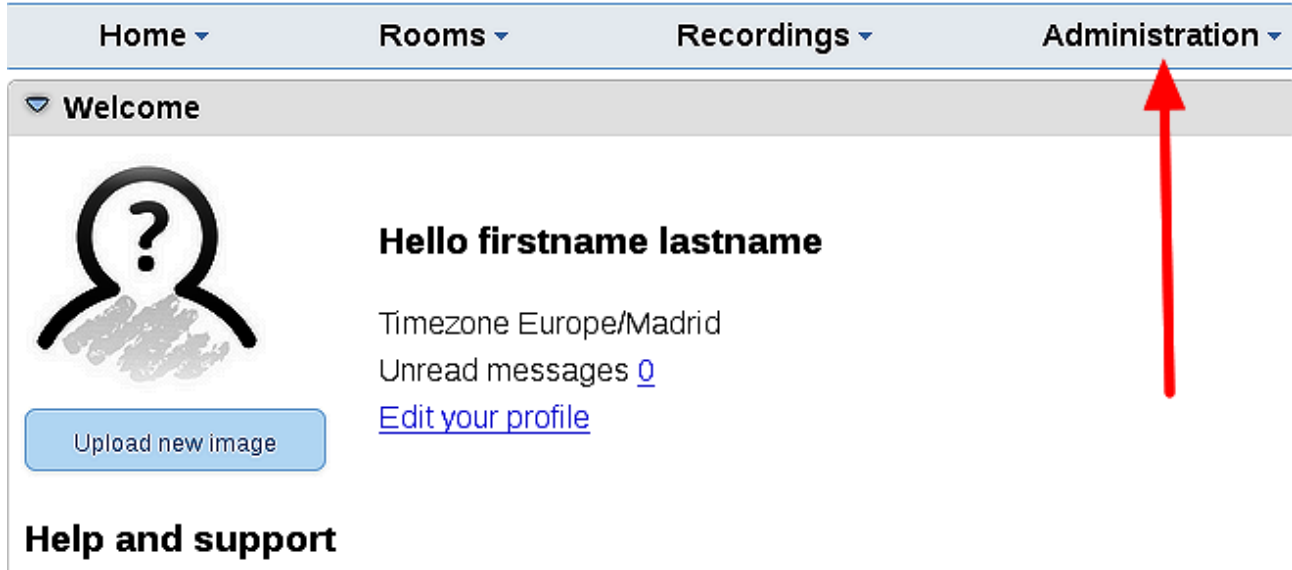 Home Rooms Recordings Administration
Welcome
?
Hello firstname lastname
Timezone Europe/Madrid
Unread messages 0
Edit your profile
Upload new image
Help and support